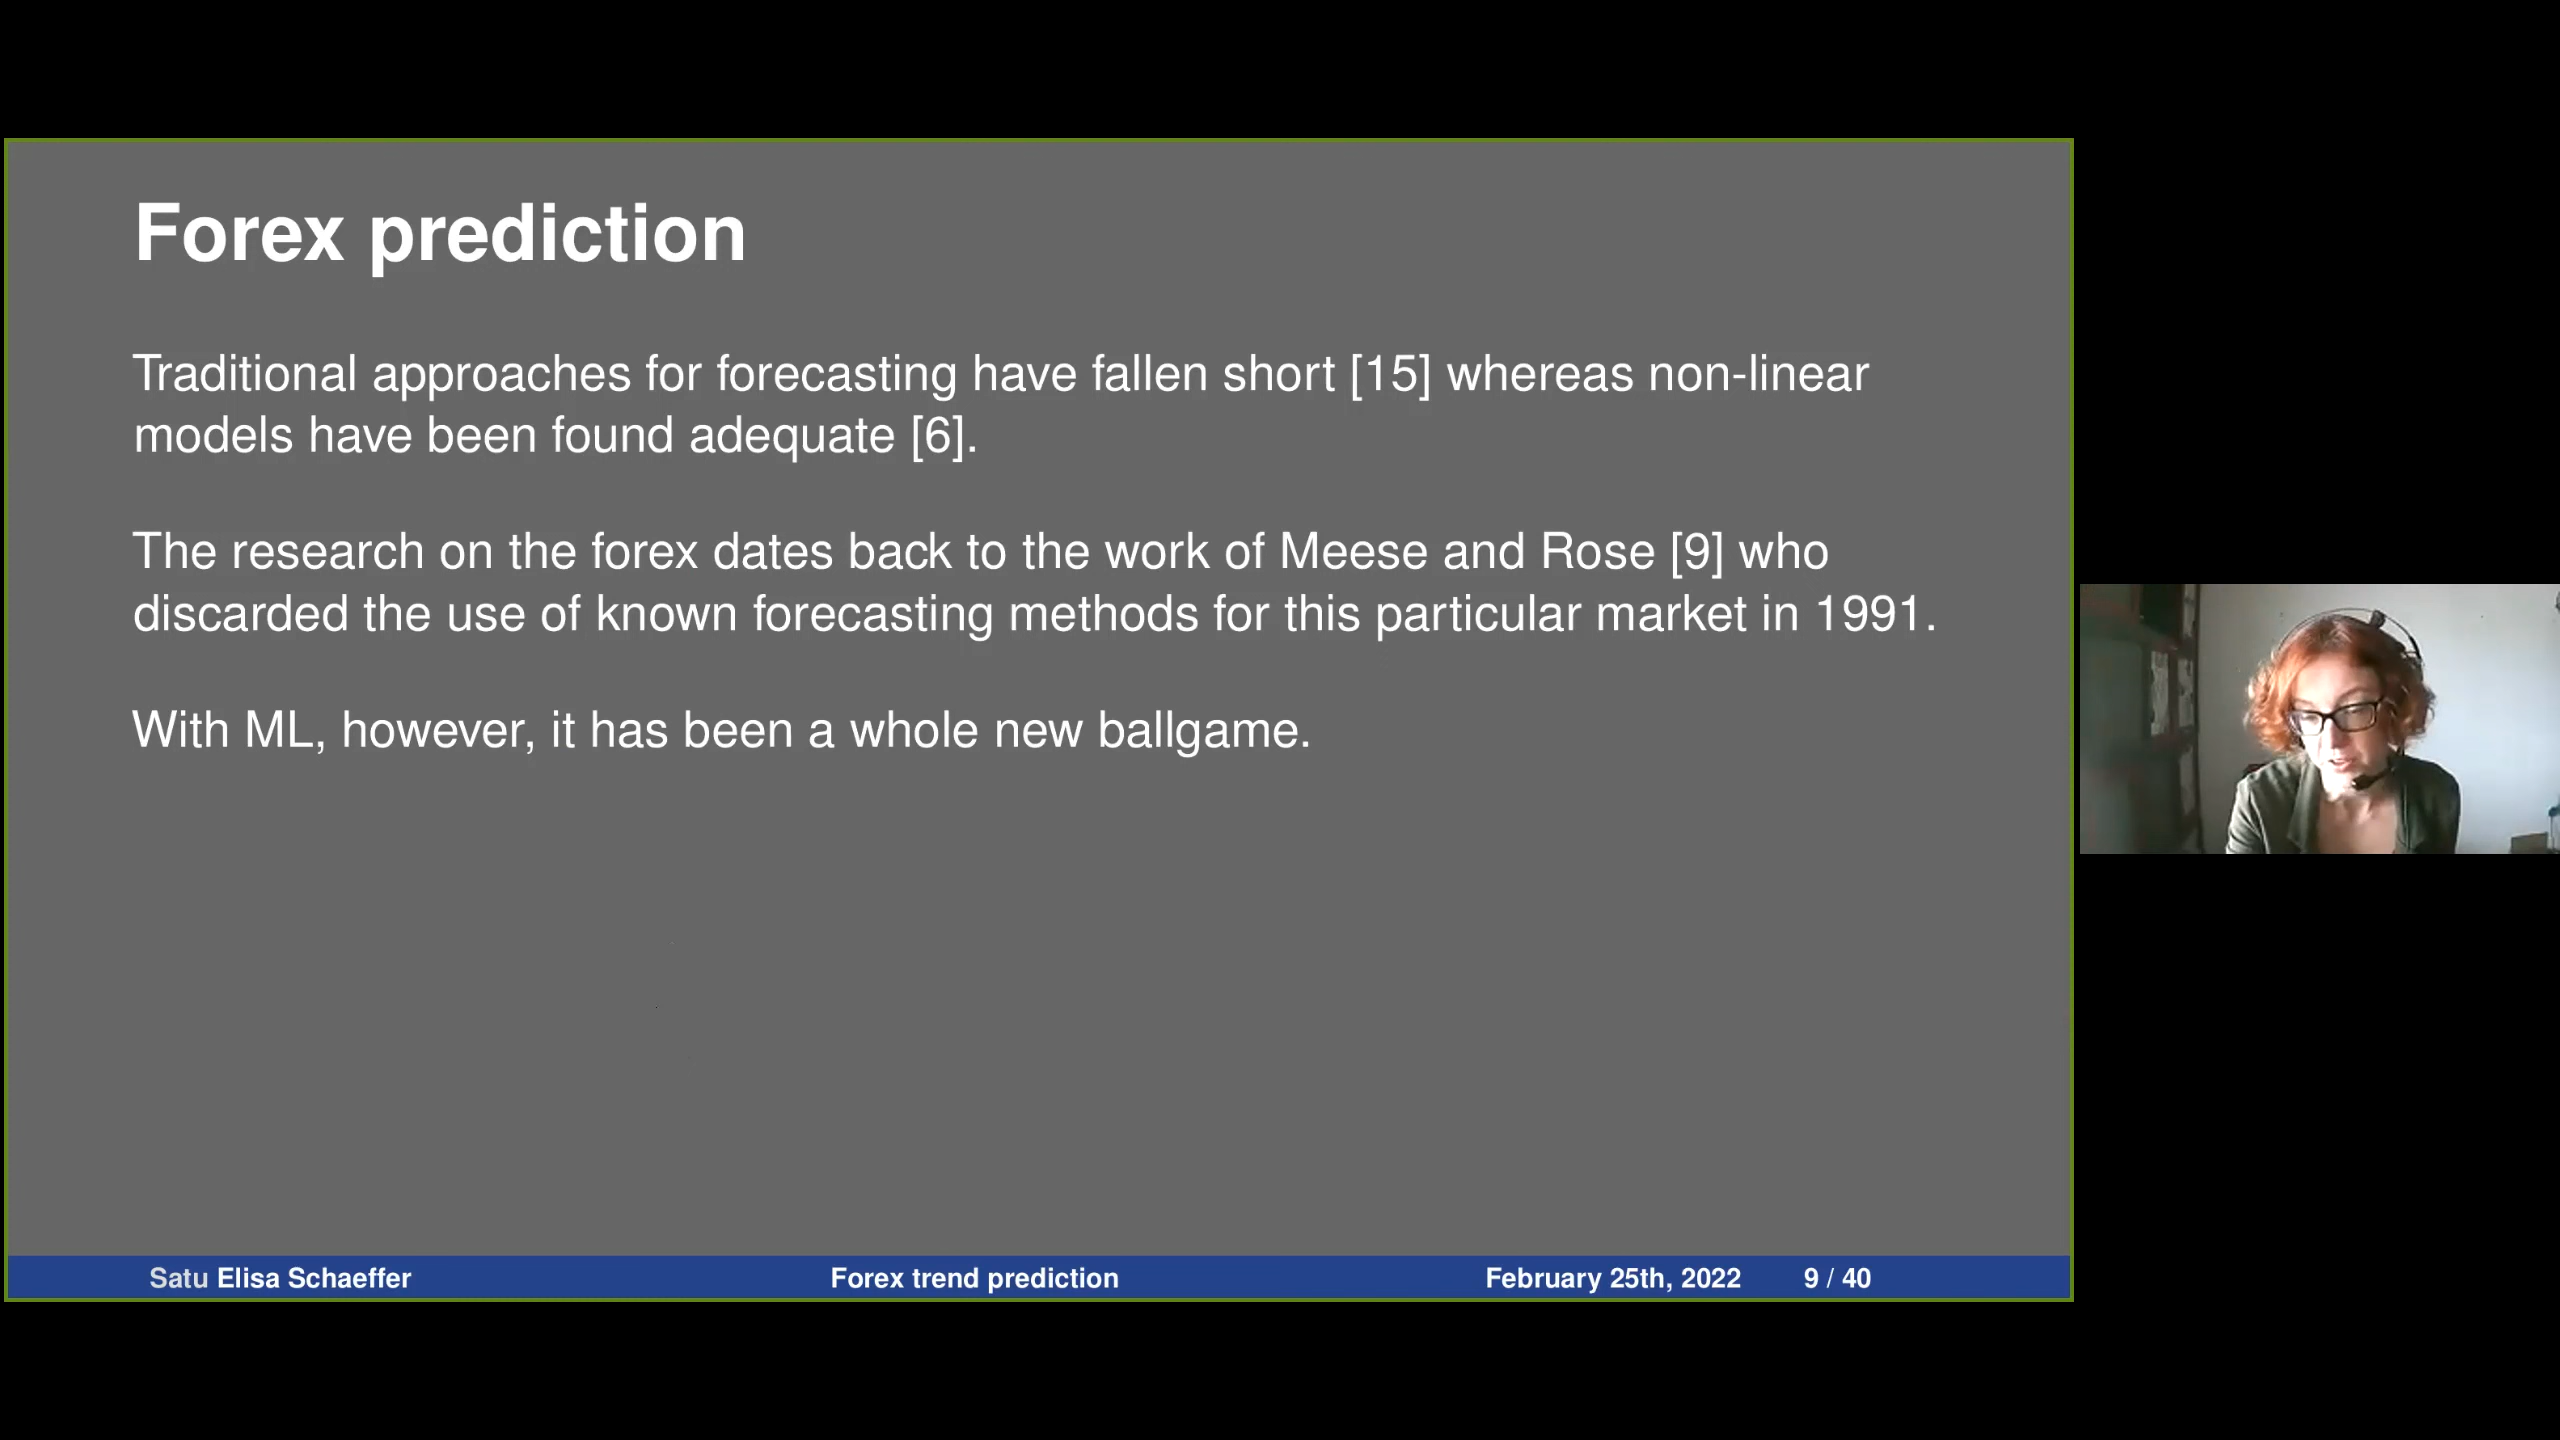 Forex prediction
Traditional approaches for forecasting have fallen short [15] whereas non-linear
models have been found adequate [6].
The research on the forex dates back to the work of Meese and Rose [9] who
discarded the use of known forecasting methods for this particular market in 1991.
With ML, however, it has been a whole new ballgame.
Satu Elisa Schaeffer Forex trend prediction February 25th, 2022 9 / 40